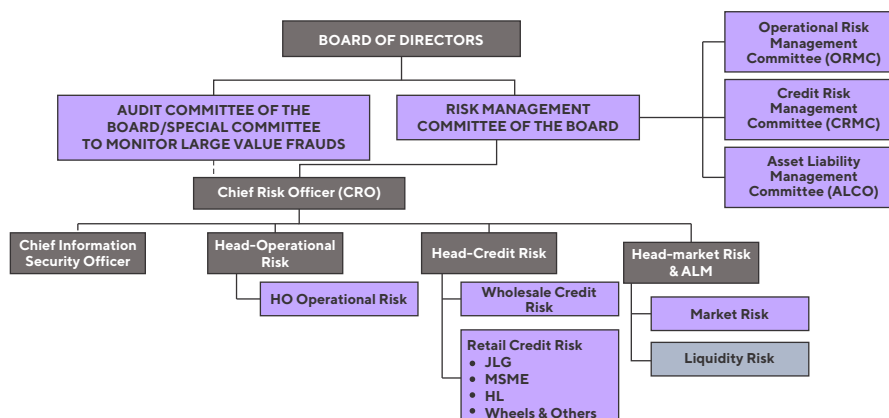 BOARD OF DIRECTORS
Operational Risk
Management
Committee (ORMC)
AUDIT COMMITTEE OF THE
BOARD/SPECIAL COMMITTEE
TO MONITOR LARGE VALUE FRAUDS
RISK MANAGEMENT
COMMITTEE OF THE BOARD
Credit Risk
Management
Committee (CRMC)
Asset Liability
Management
Committee (ALCO)
Chief Risk Officer (CRO)
Chief Information
Security Officer
Head-Operational
Risk
Head-Credit Risk
Head-market Risk
& ALM
HO Operational Risk
Wholesale Credit
Risk
Market Risk
Retail Credit Risk
• JLG
• MSME
• HL
• Wheels & Others
Liquidity Risk